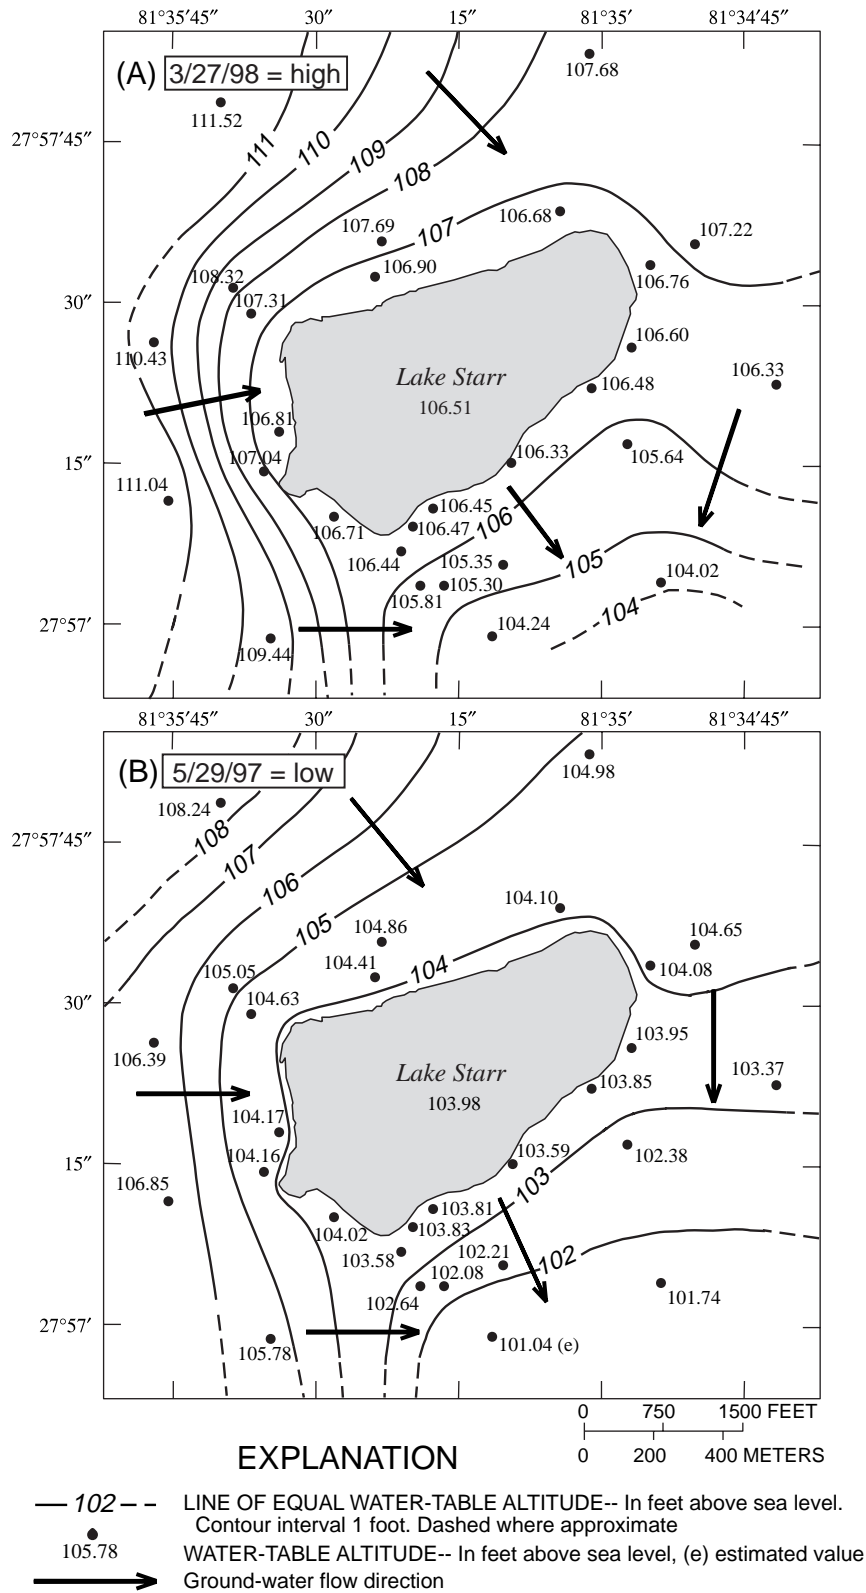 81°35′45″ 30″ 15″ 81°35′ 81°34′45″
(A) 3/27/98 = high
107.68
111.52
27°57′45″
111 110 109 108
107.69 107 106.68 107.22
106.90 106.76
108.32
30″ 107.31
106.60
110.43 Lake Starr 106.33
106.51 106.48
106.81
15″ 107.04 106.33 105.64
111.04 106.45
106.71 106.47 106
106.44 105.35 105 104.02
105.81 105.30
27°57′ 104.24 104
109.44
81°35′45″ 30″ 15″ 81°35′ 81°34′45″
(B) 5/29/97 = low
104.98
108.24
108
27°57′45″
107
106
105 104.86 104.10 104.65
105.05 104.41 104 104.08
30″ 104.63
103.95
106.39 Lake Starr 103.37
103.98 103.85
104.17
15″ 104.16 103.59 102.38
106.85 103
103.81
104.02 103.83
103.58 102.21 102
102.08 101.74
102.64
27°57′
105.78 101.04 (e)
0 750 1500 FEET
0 200 400 METERS
EXPLANATION
102 LINE OF EQUAL WATER-TABLE ALTITUDE-- In feet above sea level.
Contour interval 1 foot. Dashed where approximate
105.78 WATER-TABLE ALTITUDE-- In feet above sea level, (e) estimated value
Ground-water flow direction